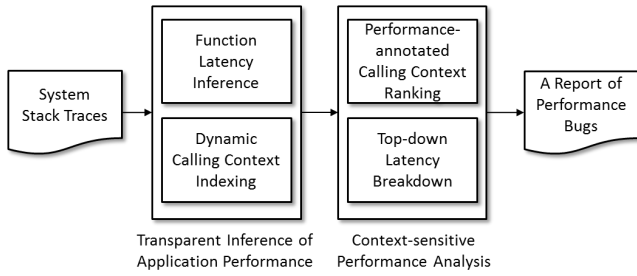 System
Stack Traces
Function
Latency
Inference
Dynamic
Calling Context
Indexing
Transparent Inference of
Application Performance
Performance-
annotated
Calling Context
Ranking
Top-down
Latency
Breakdown
Context-sensitive
Performance Analysis
A Report of
Performance
Bugs